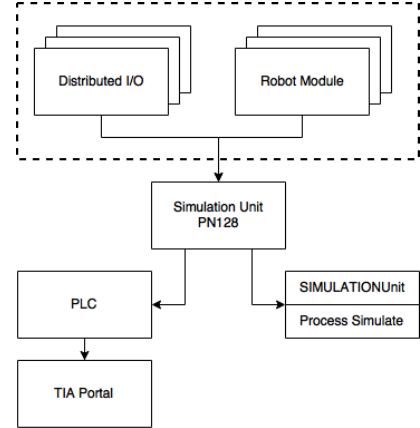 Distributed I/O
Robot Module
Simulation Unit
PN128
PLC
SIMULATIONUnit
Process Simulate
TIA Portal